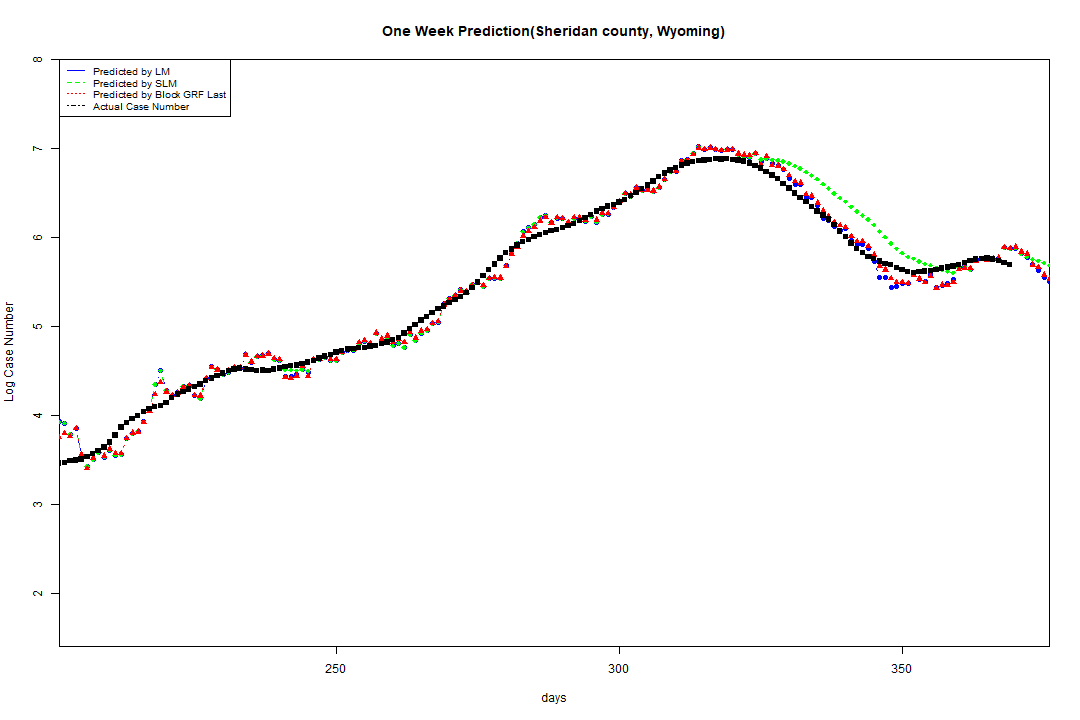 One Week Prediction(Sheridan county, Wyoming)
Predicted by LM
Predicted by SLM
Predicted by Block GRF Last
Actual Case Number
8
7
6
5
4
3
2
Log Case Number
250
300
350
days